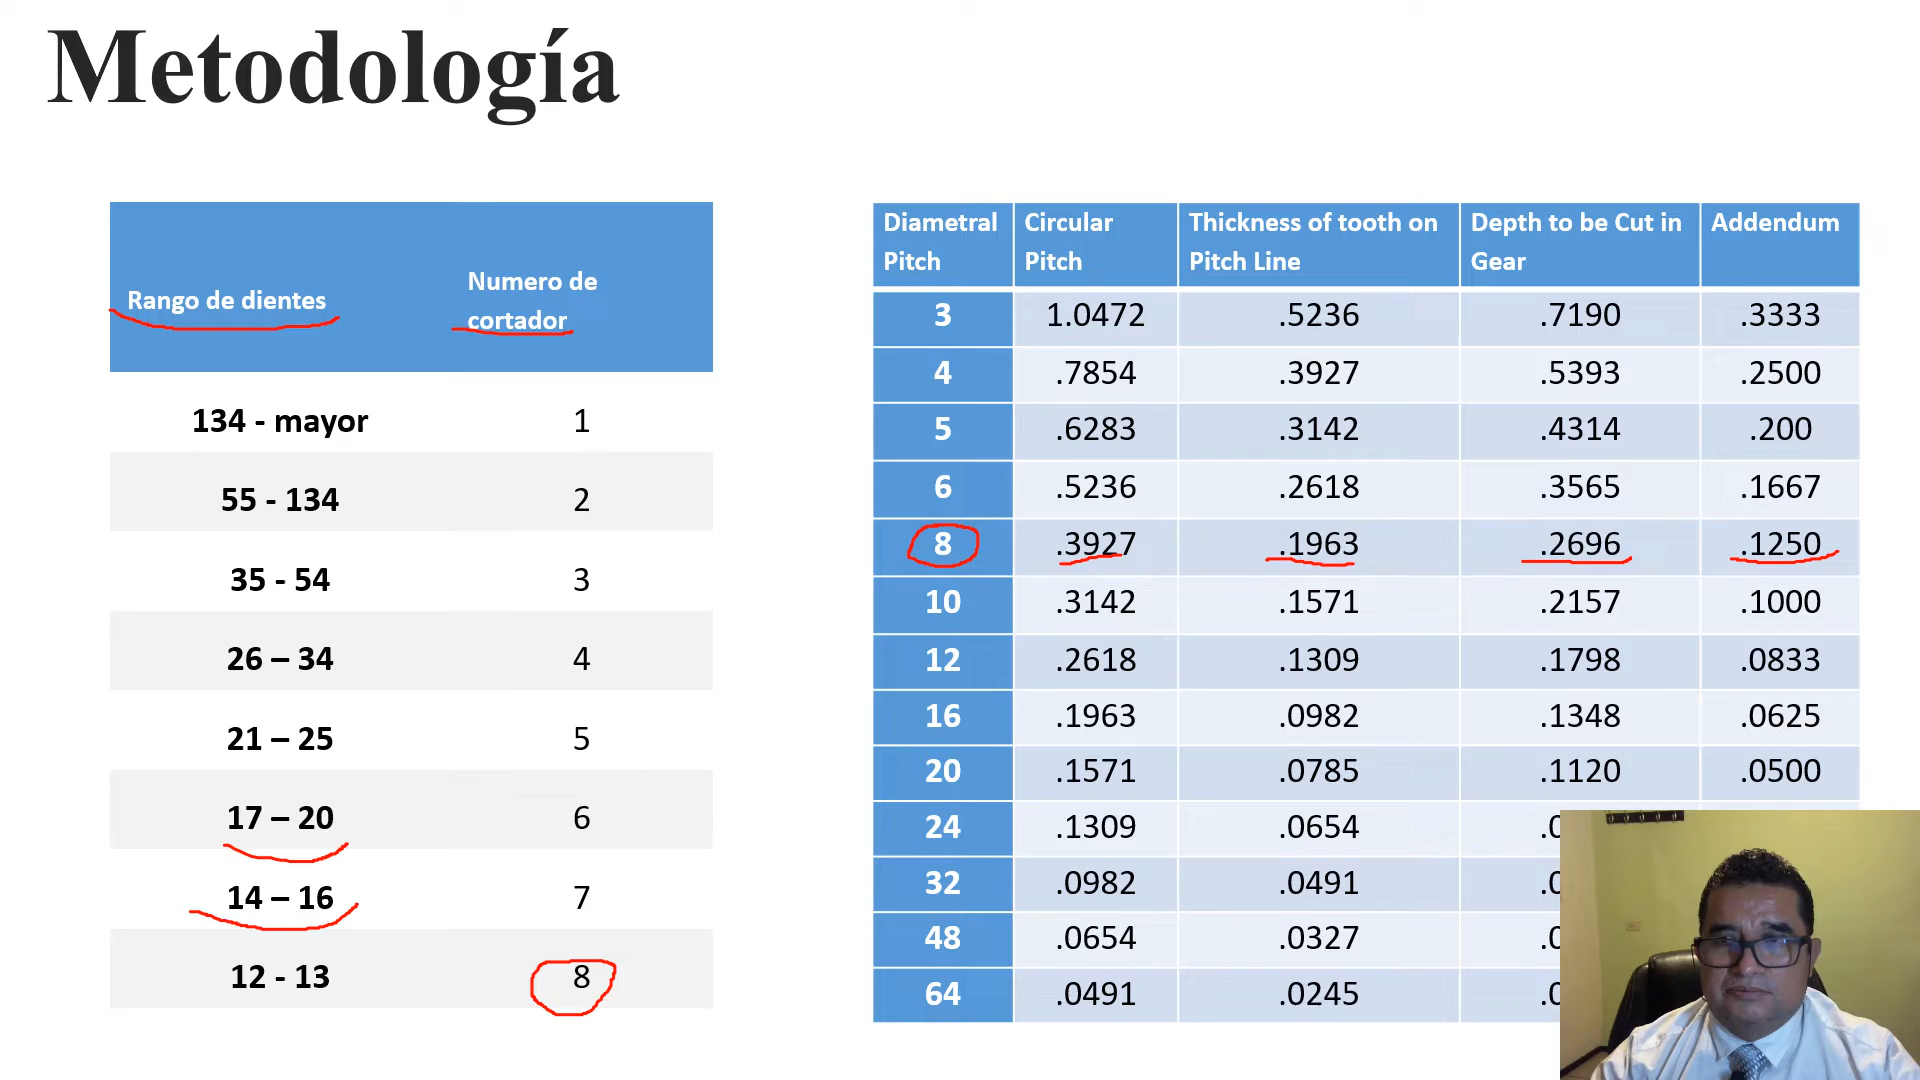 Metodología
Rango de dientes Numero de cortador
134 - mayor 1
55 - 134 2
35 - 54 3
26 – 34 4
21 – 25 5
17 – 20 6
14 – 16 7
12 - 13 8
Diametral Pitch Circular Pitch Thickness of tooth on Pitch Line Depth to be Cut in Gear Addendum
3 1.0472 .5236 .7190 .3333
4 .7854 .3927 .5393 .2500
5 .6283 .3142 .4314 .200
6 .5236 .2618 .3565 .1667
8 .3927 .1963 .2696 .1250
10 .3142 .1571 .2157 .1000
12 .2618 .1309 .1798 .0833
16 .1963 .0982 .1348 .0625
20 .1571 .0785 .1120 .0500
24 .1309 .0654
32 .0982 .0491
48 .0654 .0327
64 .0491 .0245